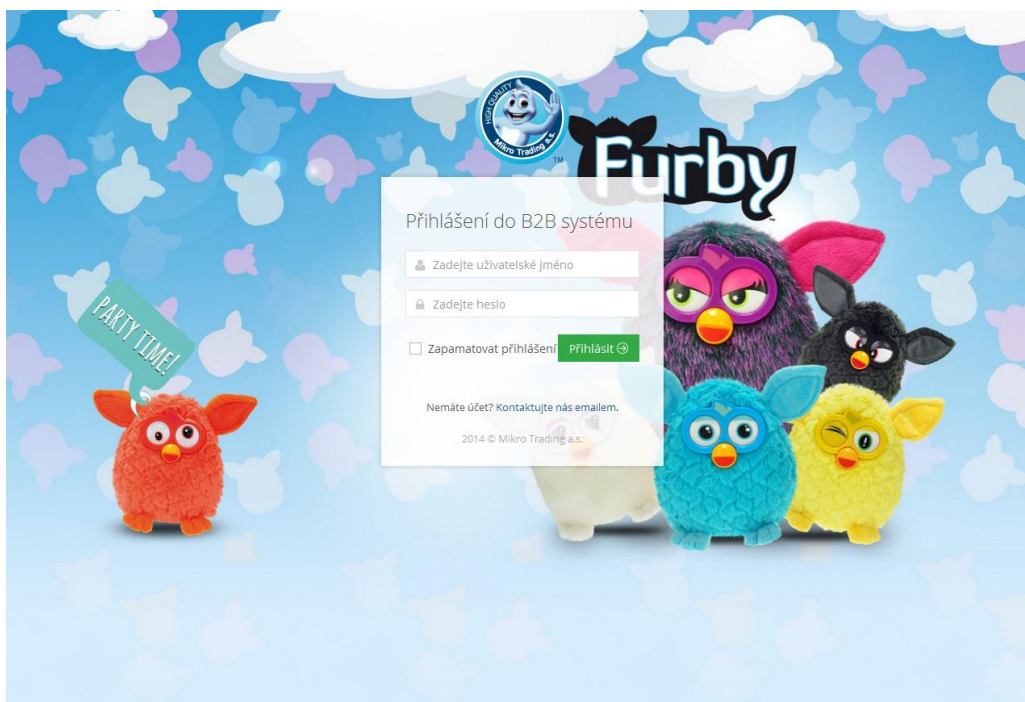 HIGH QUALITY
Mikro Trading a.s.
TM
Furby
Přihlášení do B2B systému
Zadejte uživatelské jméno
Zadejte heslo
Zapamatovat přihlášení
Přihlásit
Nemáte účet? Kontaktujte nás emailem.
2014 © Mikro Trading a.s.
PARTY TIME!